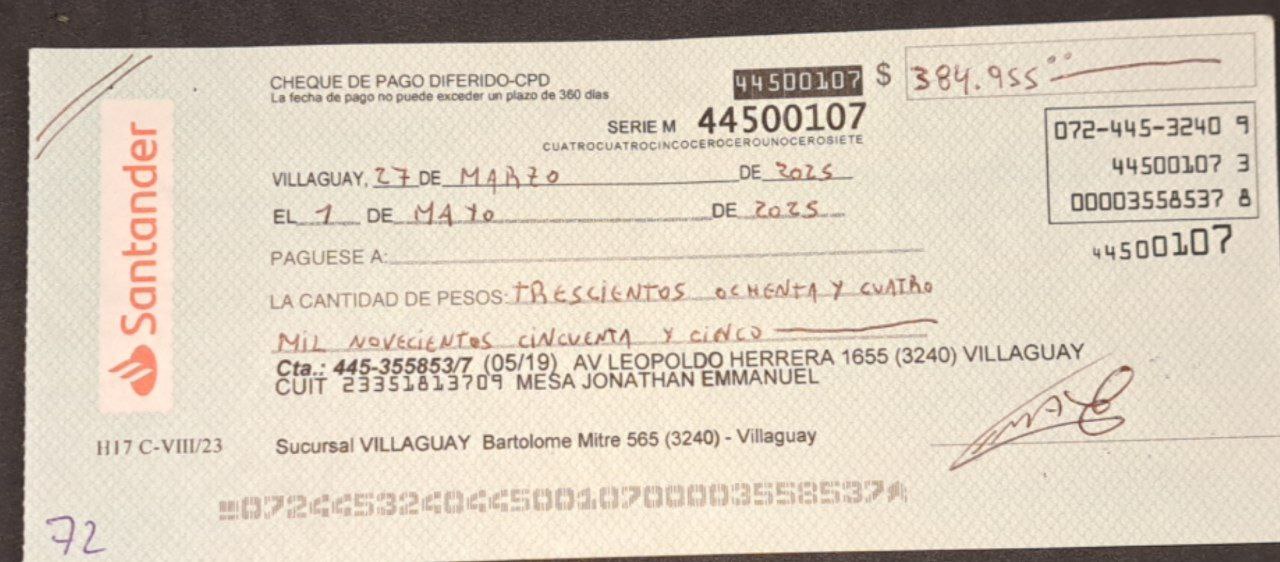 Santander
CHEQUE DE PAGO DIFERIDO-CPD
La fecha de pago no puede exceder un plazo de 360 días
44500107 $ 384.955°°
SERIE M 44500107
CUATROCUATROCINCOCEROCEROUNOCEROSIETE
072-445-3240 9
44500107 3
00003558537 8
44500107
VILLAGUAY, 27 DE MARZO DE 2025
EL 1 DE MAYO DE 2025
PAGUESE A:
LA CANTIDAD DE PESOS: TRESCIENTOS OCHENTA Y CUATRO
MIL NOVECIENTOS CINCUENTA Y CINCO
Cta.: 445-355853/7 (05/19) AV LEOPOLDO HERRERA 1655 (3240) VILLAGUAY
CUIT 23351813709 MESA JONATHAN EMMANUEL
H17 C-VIII/23
Sucursal VILLAGUAY Bartolome Mitre 565 (3240) - Villaguay
07244532404450010700003558537
72